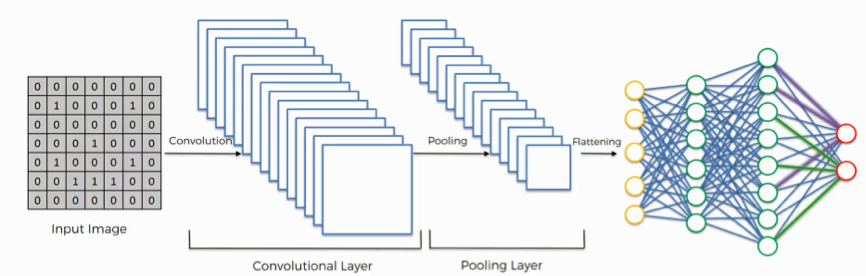 0 0 0 0 0 0 0
0 1 0 0 0 1 0
0 0 0 0 0 0 0
0 0 0 1 0 0 0
0 1 0 0 0 1 0
0 0 1 1 1 0 0
0 0 0 0 0 0 0
Input Image
Convolution
Convolutional Layer
Pooling
Pooling Layer
Flattening